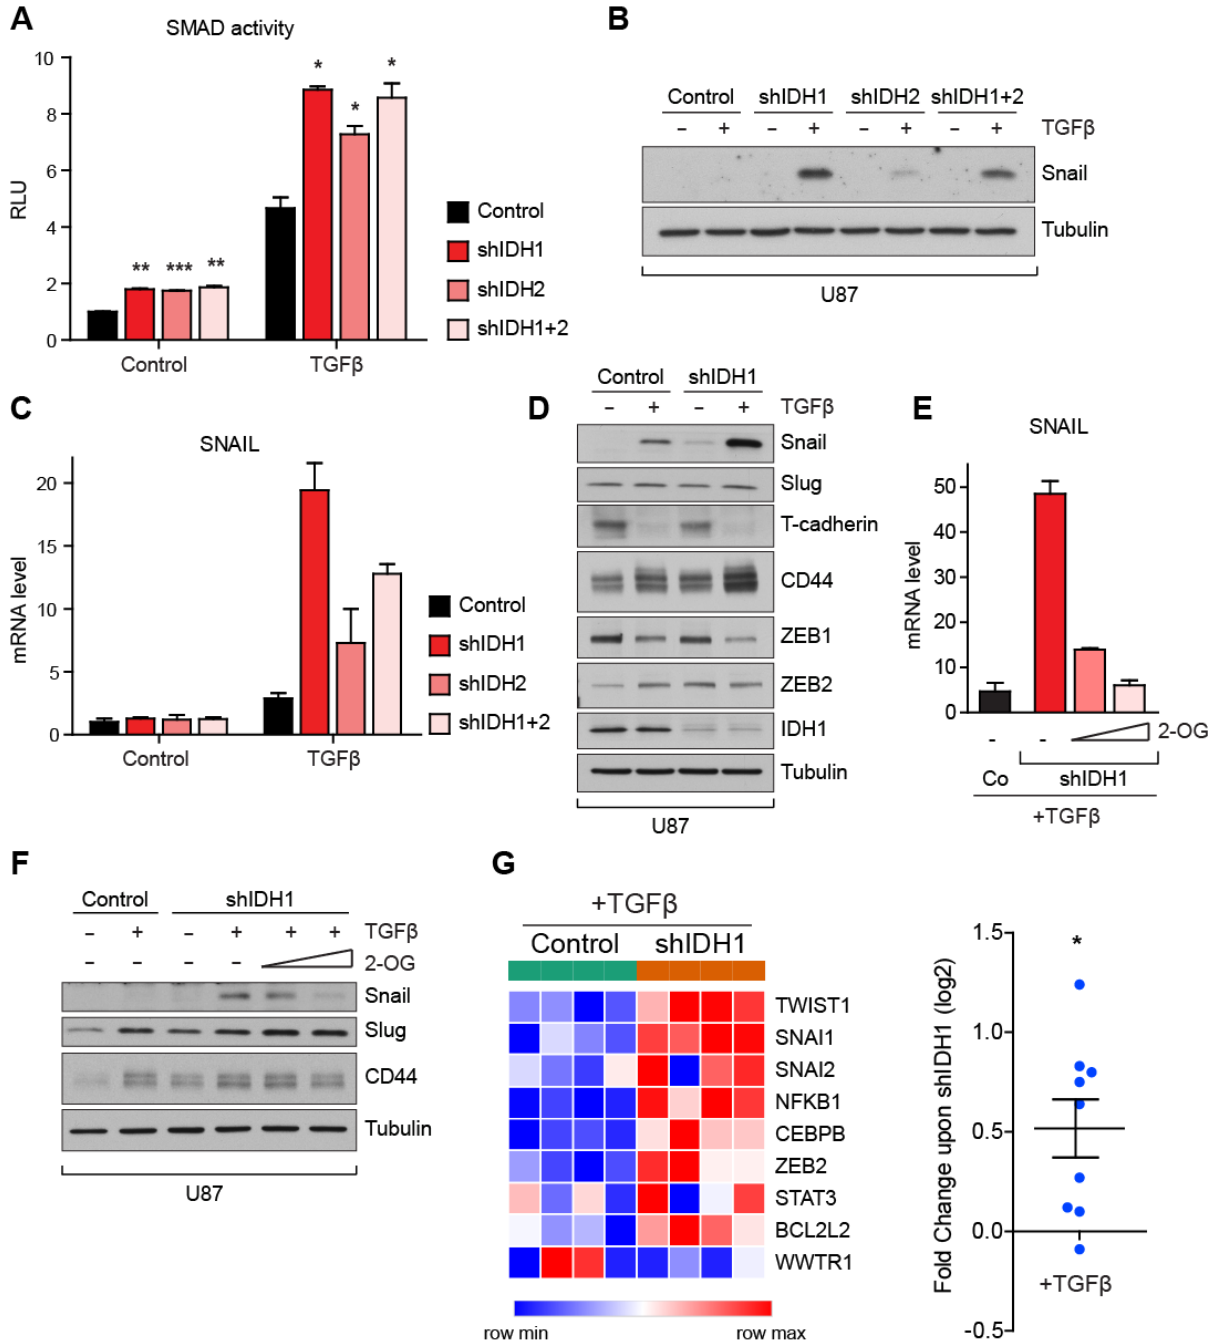 A
SMAD activity
10
8
6
4
2
0
RLU
** *** **
* * *
Control
TGFβ
Control
shIDH1
shIDH2
shIDH1+2
B
Control shIDH1 shIDH2 shIDH1+2
– + – + – + – + TGFβ
Snail
Tubulin
U87
C
SNAIL
20
15
10
5
0
mRNA level
Control
TGFβ
Control
shIDH1
shIDH2
shIDH1+2
D
Control shIDH1
– + – + TGFβ
Snail
Slug
T-cadherin
CD44
ZEB1
ZEB2
IDH1
Tubulin
U87
E
SNAIL
50
40
30
20
10
0
mRNA level
- - 2-OG
Co shIDH1
+TGFβ
F
Control shIDH1
– + – + + + TGFβ
– – – – 2-OG
Snail
Slug
CD44
Tubulin
U87
G
+TGFβ
Control shIDH1
TWIST1
SNAI1
SNAI2
NFKB1
CEBPB
ZEB2
STAT3
BCL2L2
WWTR1
row min row max
Fold Change upon shIDH1 (log2)
1.5
1.0
0.5
0.0
-0.5
*
+TGFβ